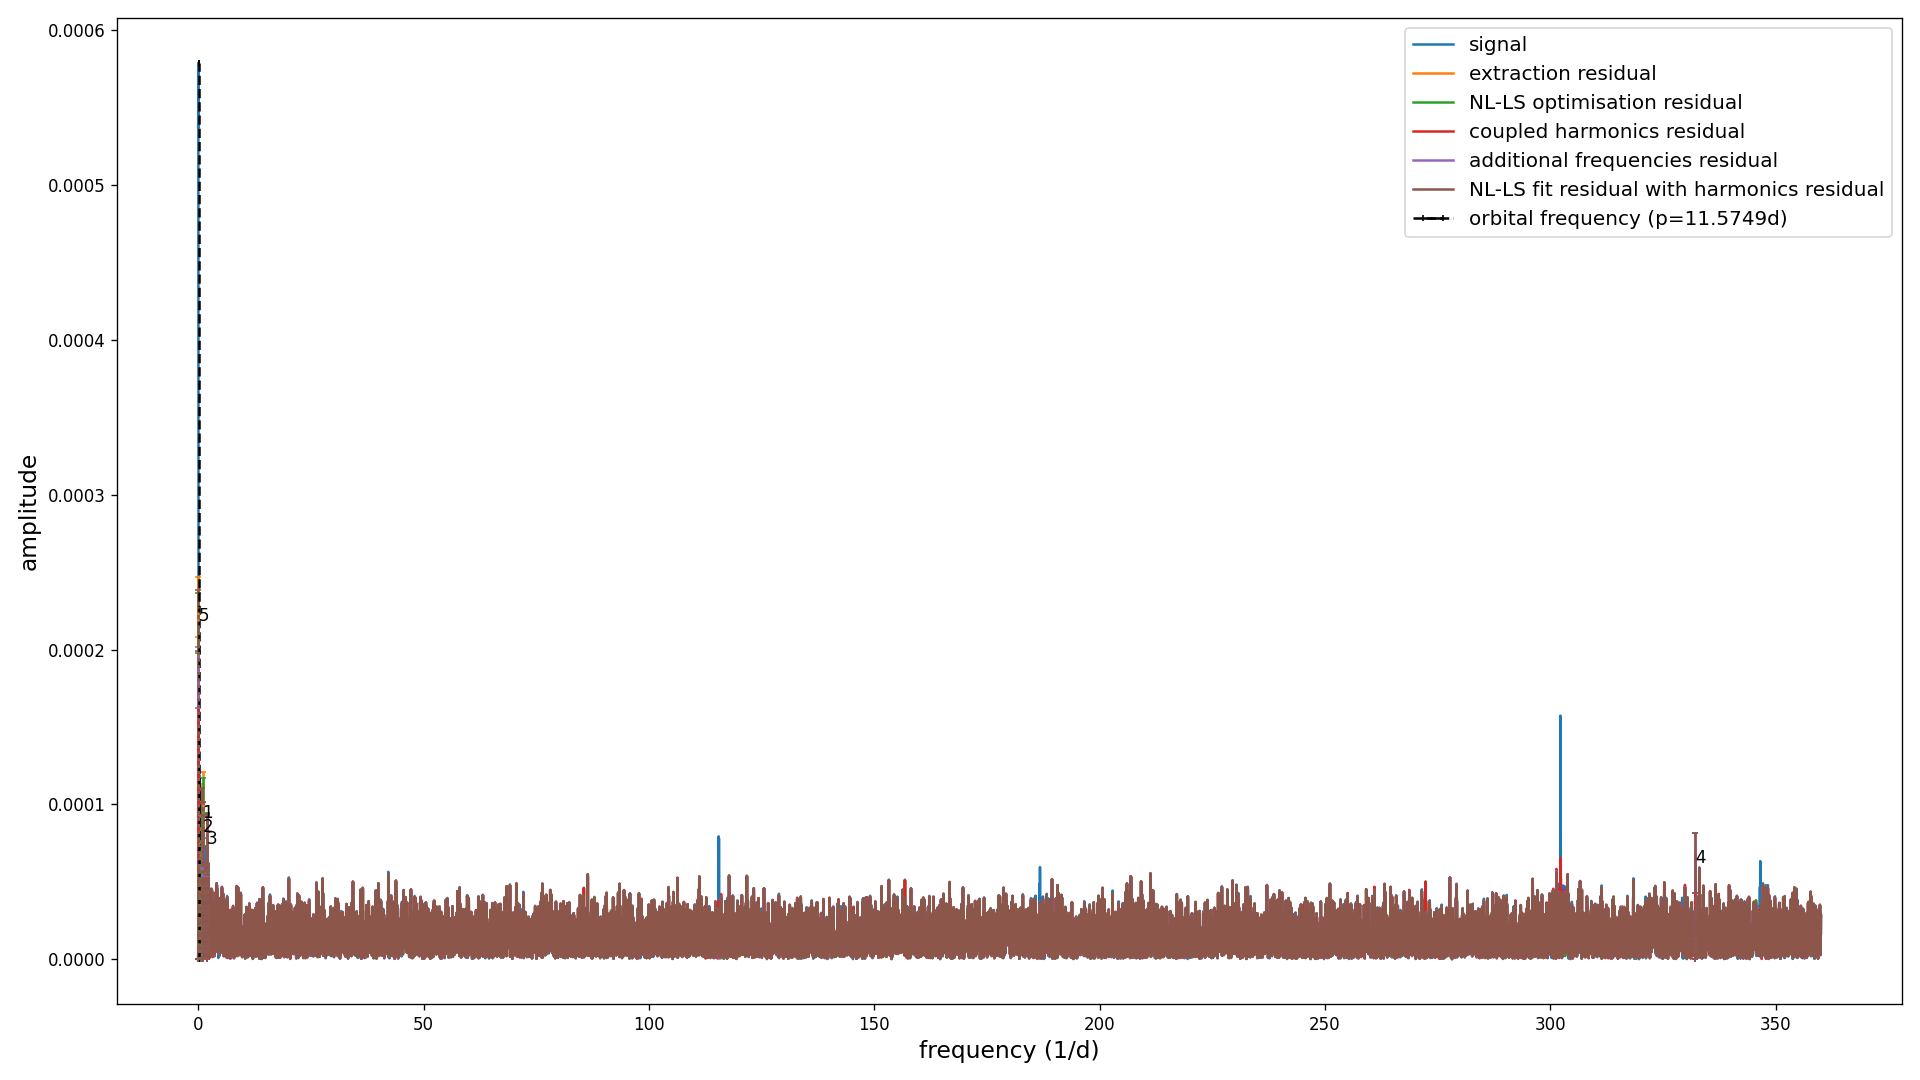 0.0006
0.0005
0.0004
0.0003
0.0002
0.0001
0.0000
amplitude
signal
extraction residual
NL-LS optimisation residual
coupled harmonics residual
additional frequencies residual
NL-LS fit residual with harmonics residual
orbital frequency (p=11.5749d)
5
1
2
3
4
0 50 100 150 200 250 300 350
frequency (1/d)